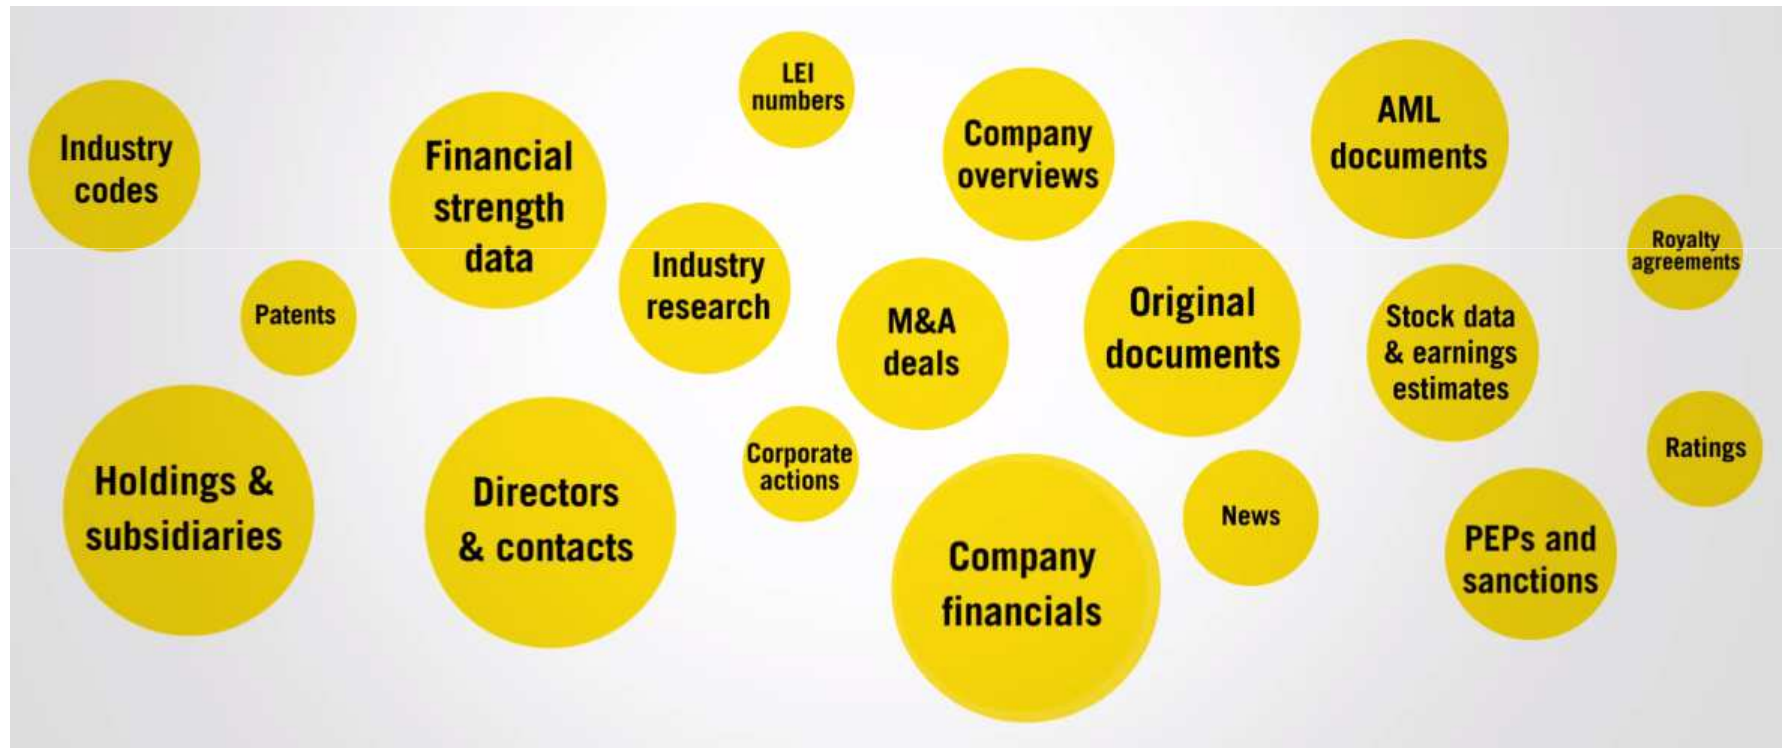 LEI
numbers
AML
documents
Company
overviews
Industry
codes
Financial
strength
data
Royalty
agreements
Industry
research
Patents
M&A
deals
Original
documents
Stock data
& earnings
estimates
Corporate
actions
Ratings
Holdings &
subsidiaries
Directors
& contacts
News
Company
financials
PEPs and
sanctions